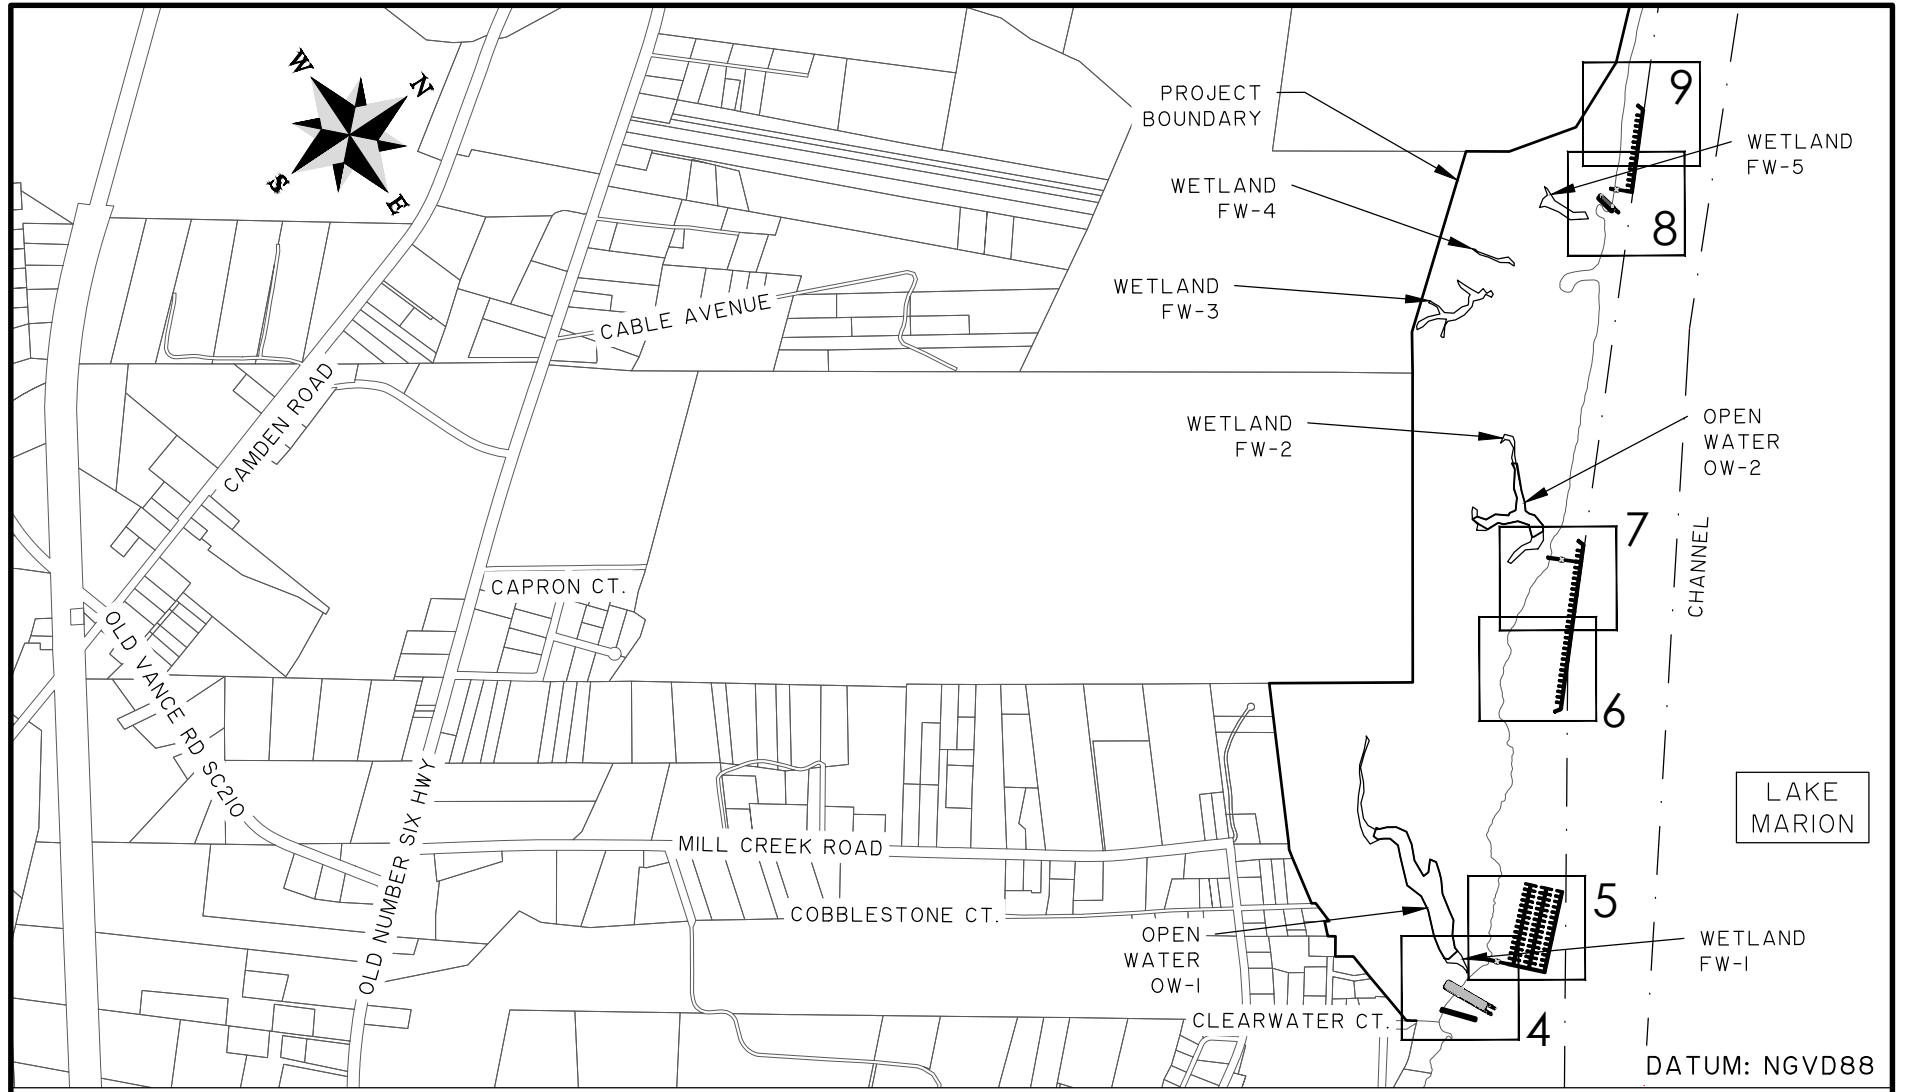 W
N
S
E
PROJECT
BOUNDARY
9
WETLAND
FW-5
WETLAND
FW-4
8
WETLAND
FW-3
CABLE AVENUE
CAMDEN ROAD
WETLAND
FW-2
OPEN
WATER
OW-2
7
CHANNEL
CAPRON CT.
OLD VANCE RD SC210
6
LAKE
MARION
OLD NUMBER SIX HWY
MILL CREEK ROAD
COBBLESTONE CT.
5
OPEN
WATER
OW-1
WETLAND
FW-1
CLEARWATER CT.
4
DATUM: NGVD88